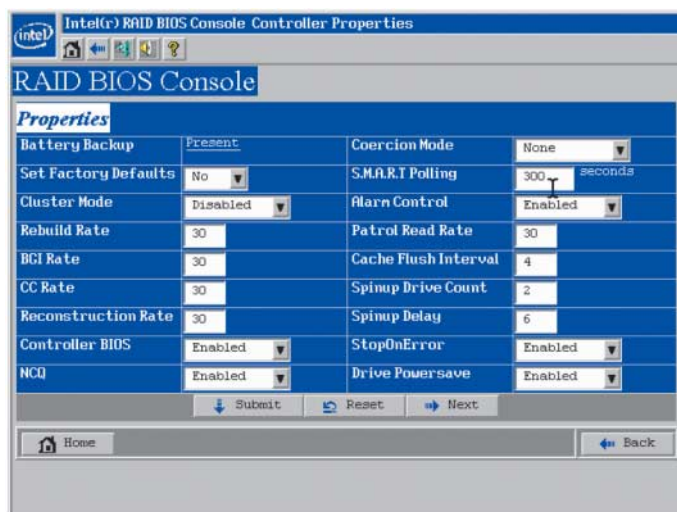 Intel(r) RAID BIOS Console Controller Properties
intel
RAID BIOS Console
Properties
Battery Backup Present Coercion Mode None
Set Factory Defaults No S.M.A.R.T Polling 300 seconds
Cluster Mode Disabled Alarm Control Enabled
Rebuild Rate 30 Patrol Read Rate 30
BGI Rate 30 Cache Flush Interval 4
CC Rate 30 Spinup Drive Count 2
Reconstruction Rate 30 Spinup Delay 6
Controller BIOS Enabled StopOnError Enabled
NCQ Enabled Drive Powersave Enabled
Submit Reset Next
Home Back